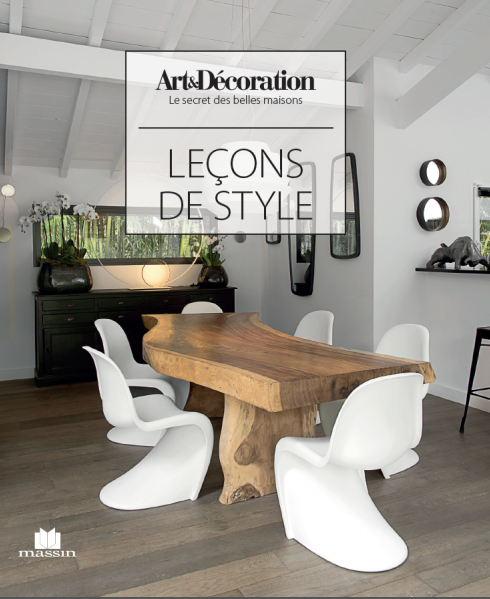 Art&Décoration
Le secret des belles maisons
LEÇONS
DE STYLE
massin